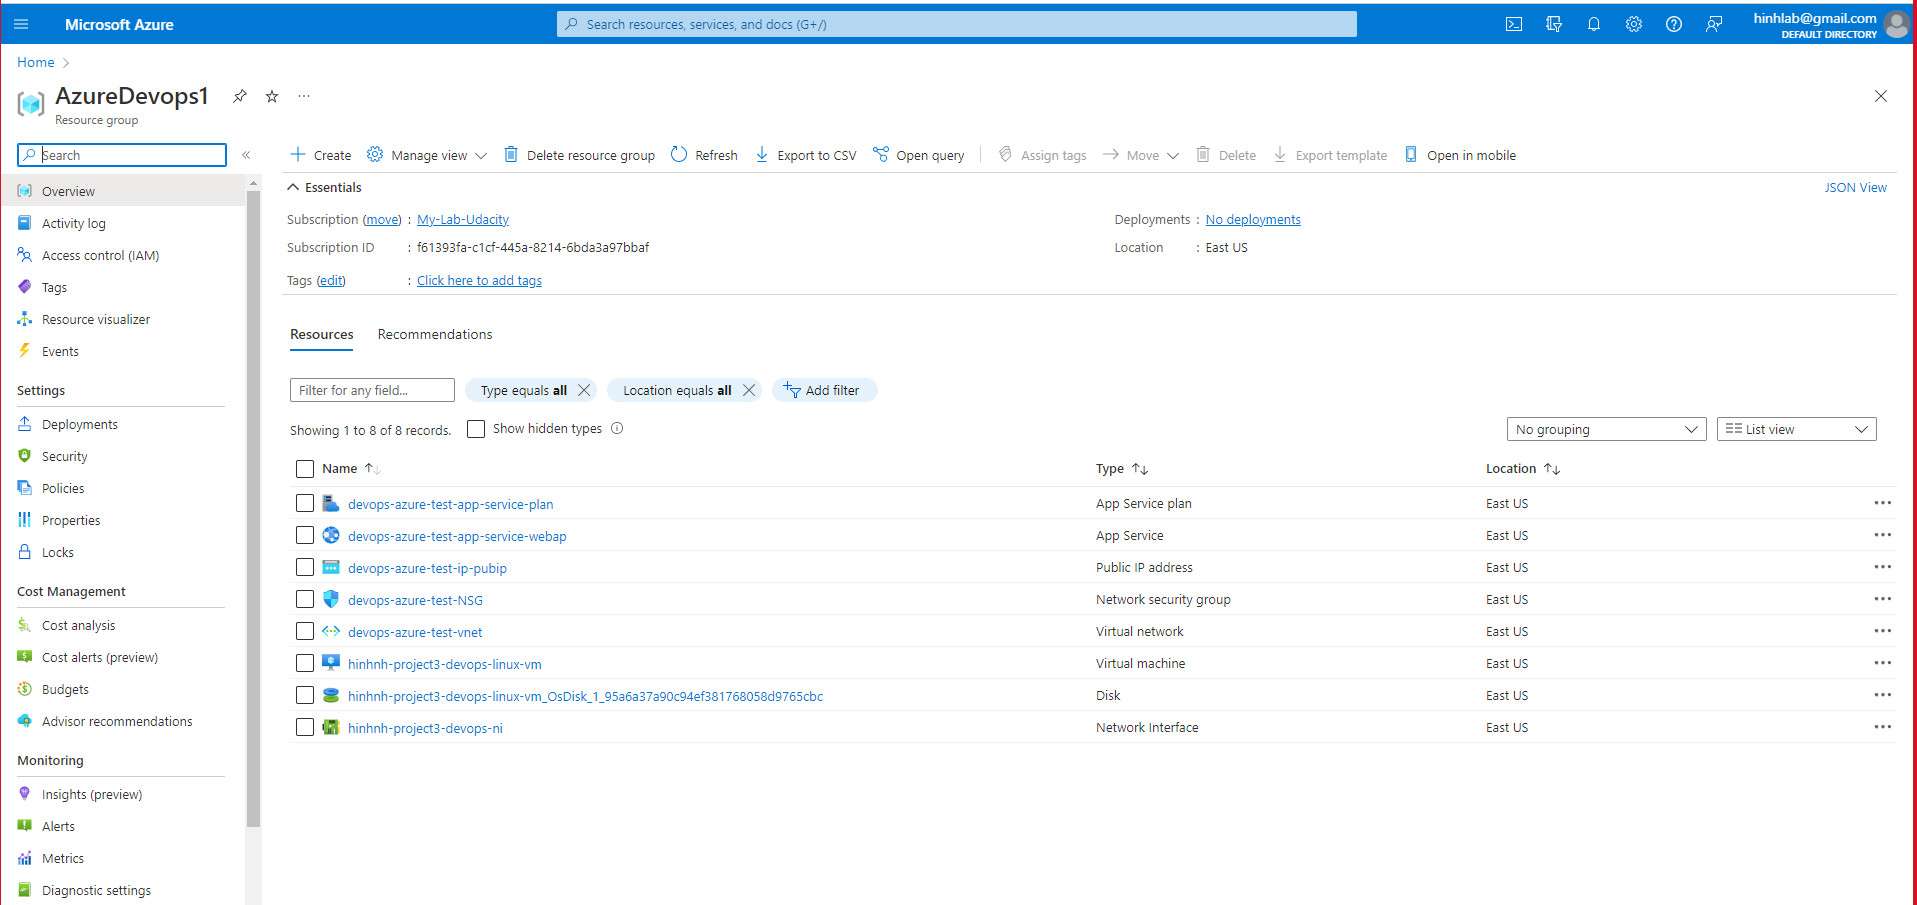 Microsoft Azure
Search resources, services, and docs (G+/)
hinhlab@gmail.com
DEFAULT DIRECTORY
Home
AzureDevops1
Resource group
Search
Overview
Activity log
Access control (IAM)
Tags
Resource visualizer
Events
Settings
Deployments
Security
Policies
Properties
Locks
Cost Management
Cost analysis
Cost alerts (preview)
Budgets
Advisor recommendations
Monitoring
Insights (preview)
Alerts
Metrics
Diagnostic settings
Create Manage view Delete resource group Refresh Export to CSV Open query Assign tags Move Delete Export template Open in mobile
Essentials JSON View
Subscription (move) : My-Lab-Udacity Deployments : No deployments
Subscription ID : f61393fa-c1cf-445a-8214-6bda3a97bbaf Location : East US
Tags (edit) : Click here to add tags
Resources Recommendations
Filter for any field... Type equals all Location equals all Add filter
Showing 1 to 8 of 8 records. Show hidden types No grouping List view
Name Type Location
devops-azure-test-app-service-plan App Service plan East US
devops-azure-test-app-service-webap App Service East US
devops-azure-test-ip-pubip Public IP address East US
devops-azure-test-NSG Network security group East US
devops-azure-test-vnet Virtual network East US
hinhnh-project3-devops-linux-vm Virtual machine East US
hinhnh-project3-devops-linux-vm_OsDisk_1_95a6a37a90c94ef381768058d9765cbc Disk East US
hinhnh-project3-devops-ni Network Interface East US